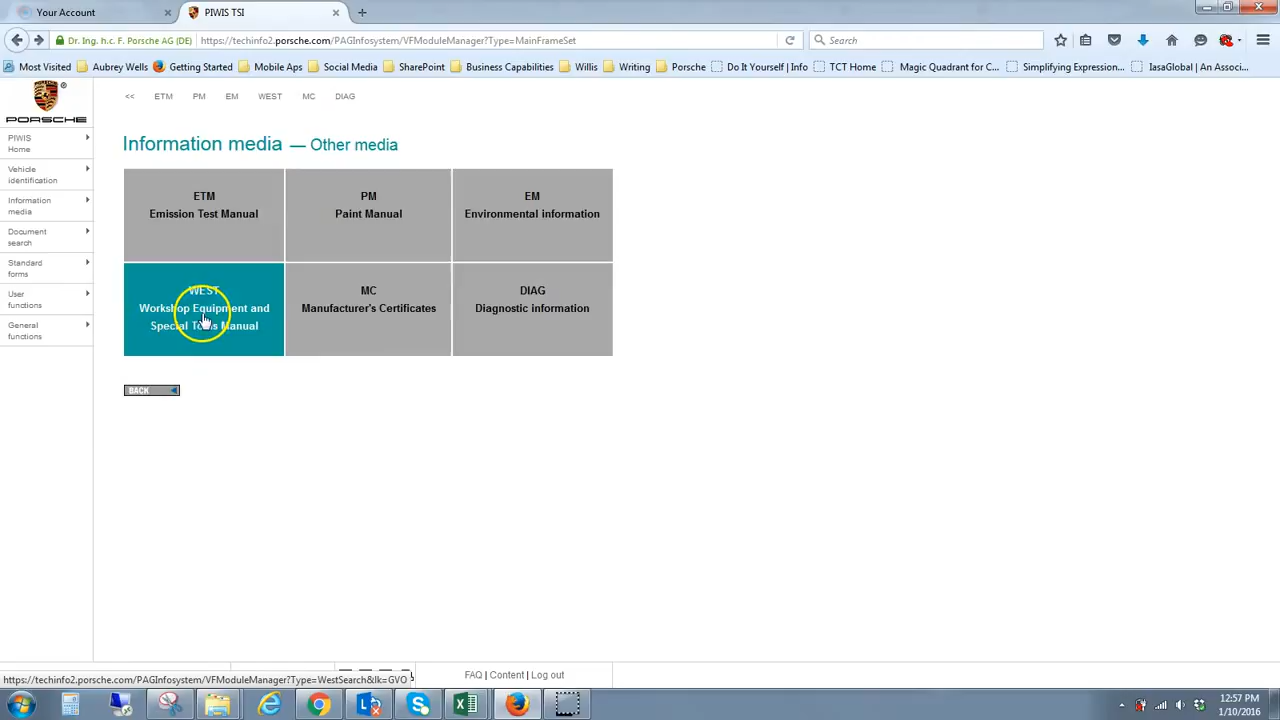 Your Account
PIWIS TSI
Dr. Ing. h.c. F. Porsche AG (DE)
https://techinfo2.porsche.com/PAGInfosystem/VFModuleManager?Type=MainFrameSet
Search
Most Visited
Aubrey Wells
Getting Started
Mobile Apps
Social Media
SharePoint
Business Capabilities
Willis
Writing
Porsche
Do It Yourself | Info
TCT Home
Magic Quadrant for C...
Simplifying Expression...
IasaGlobal | An Associ...
PORSCHE
<< ETM PM EM WEST MC DIAG
PIWIS
Home
Vehicle
identification
Information
media
Document
search
Standard
forms
User
functions
General
functions
Information media — Other media
ETM
Emission Test Manual
PM
Paint Manual
EM
Environmental information
WEST
Workshop Equipment and
Special Tools Manual
MC
Manufacturer's Certificates
DIAG
Diagnostic information
BACK
FAQ | Content | Log out
https://techinfo2.porsche.com/PAGInfosystem/VFModuleManager?Type=WestSearch&lk=GVO
12:57 PM
1/10/2016